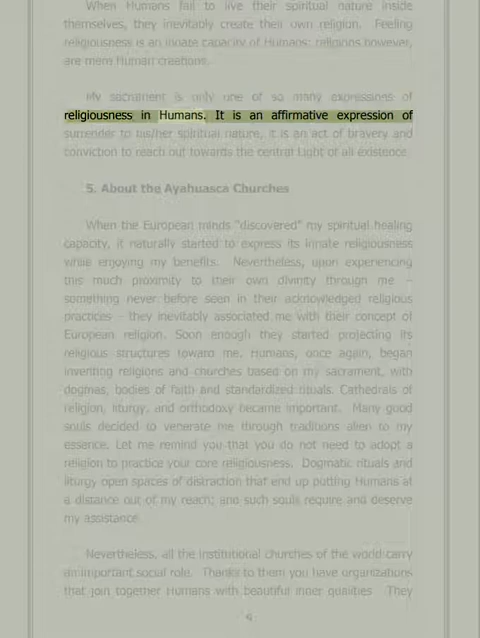 When Humans fail to live their spiritual nature inside
themselves, they inevitably create their own religion. Feeling
religiousness is an innate capacity of Humans; religions however,
are mere Human creations.
My sacrament is only one of so many expressions of
religiousness in Humans. It is an affirmative expression of
surrender to his/her spiritual nature, it is an act of bravery and
conviction to reach out towards the central Light of all existence.
5. About the Ayahuasca Churches
When the European minds "discovered" my spiritual healing
capacity, it naturally started to express its innate religiousness
while enjoying my benefits. Nevertheless, upon experiencing
this much proximity to their own divinity through me –
something never before seen in their acknowledged religious
practices – they inevitably associated me with their concept of
European religion. Soon enough they started projecting its
religious structures toward me. Humans, once again, began
inventing religions and churches based on my sacrament, with
dogmas, bodies of faith and standardized rituals. Cathedrals of
religion, liturgy, and orthodoxy became important. Many good
souls decided to venerate me through traditions alien to my
essence. Let me remind you that you do not need to adopt a
religion to practice your core religiousness. Dogmatic rituals and
liturgy open spaces of distraction that end up putting Humans at
a distance out of my reach; and such souls require and deserve
my assistance.
Nevertheless, all the institutional churches of the world carry
an important social role. Thanks to them you have organizations
that join together Humans with beautiful inner qualities. They
9